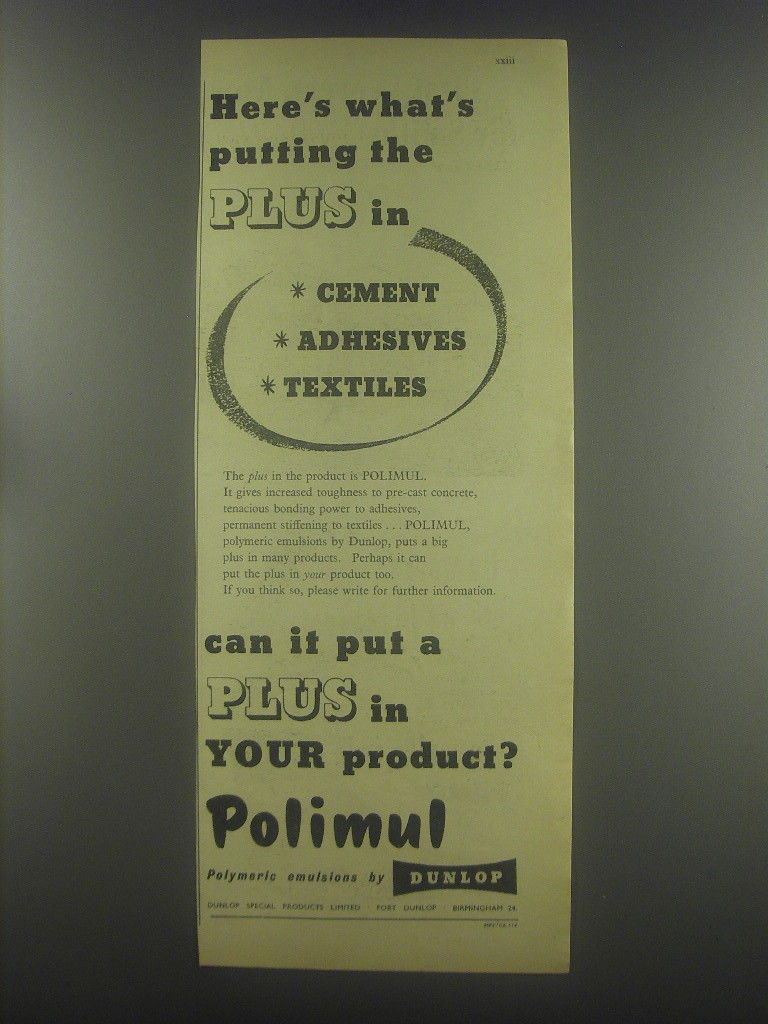 xxiii
Here's what's
putting the
PLUS in
* CEMENT
* ADHESIVES
* TEXTILES
The plus in the product is POLIMUL.
It gives increased toughness to pre-cast concrete,
tenacious bonding power to adhesives,
permanent stiffening to textiles . . . POLIMUL,
polymeric emulsions by Dunlop, puts a big
plus in many products. Perhaps it can
put the plus in your product too.
If you think so, please write for further information.
can it put a
PLUS in
YOUR product?
Polimul
Polymeric emulsions by DUNLOP
DUNLOP SPECIAL PRODUCTS LIMITED · FORT DUNLOP · BIRMINGHAM 24.